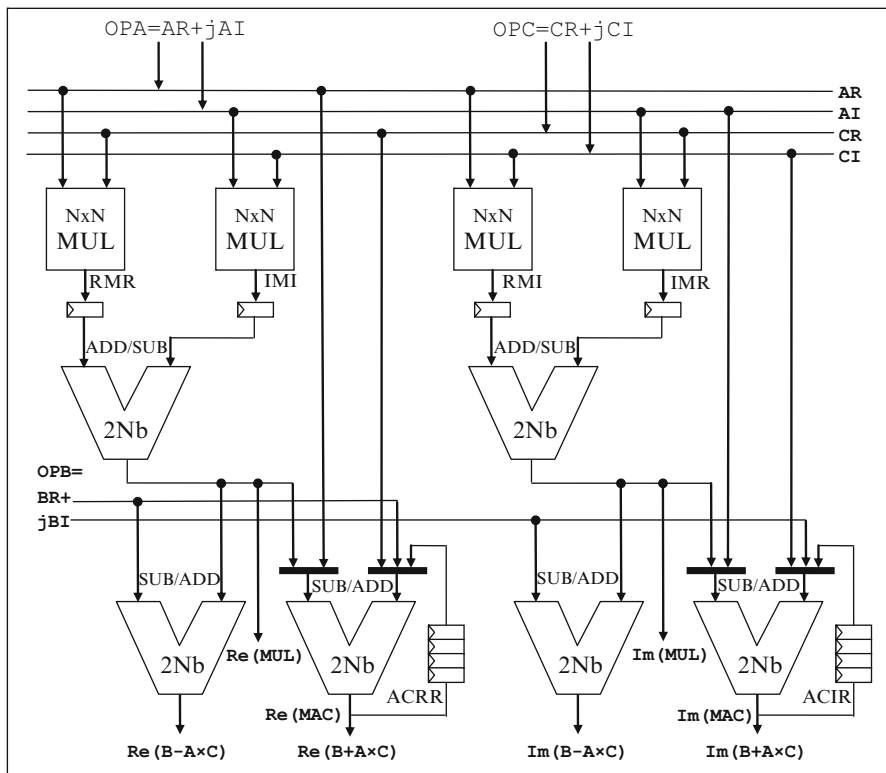 OPA=AR+jAI OPC=CR+jCI
AR
AI
CR
CI
NxN NxN NxN NxN
MUL MUL MUL MUL
RMR IMI RMI IMR
ADD/SUB ADD/SUB
2Nb 2Nb
OPB=
BR+
jBI
SUB/ADD SUB/ADD SUB/ADD SUB/ADD
2Nb Re(MUL) 2Nb 2Nb Im(MUL) 2Nb
ACRR ACIR
Re(MAC) Im(MAC)
Re(B-A×C) Re(B+A×C) Im(B-A×C) Im(B+A×C)